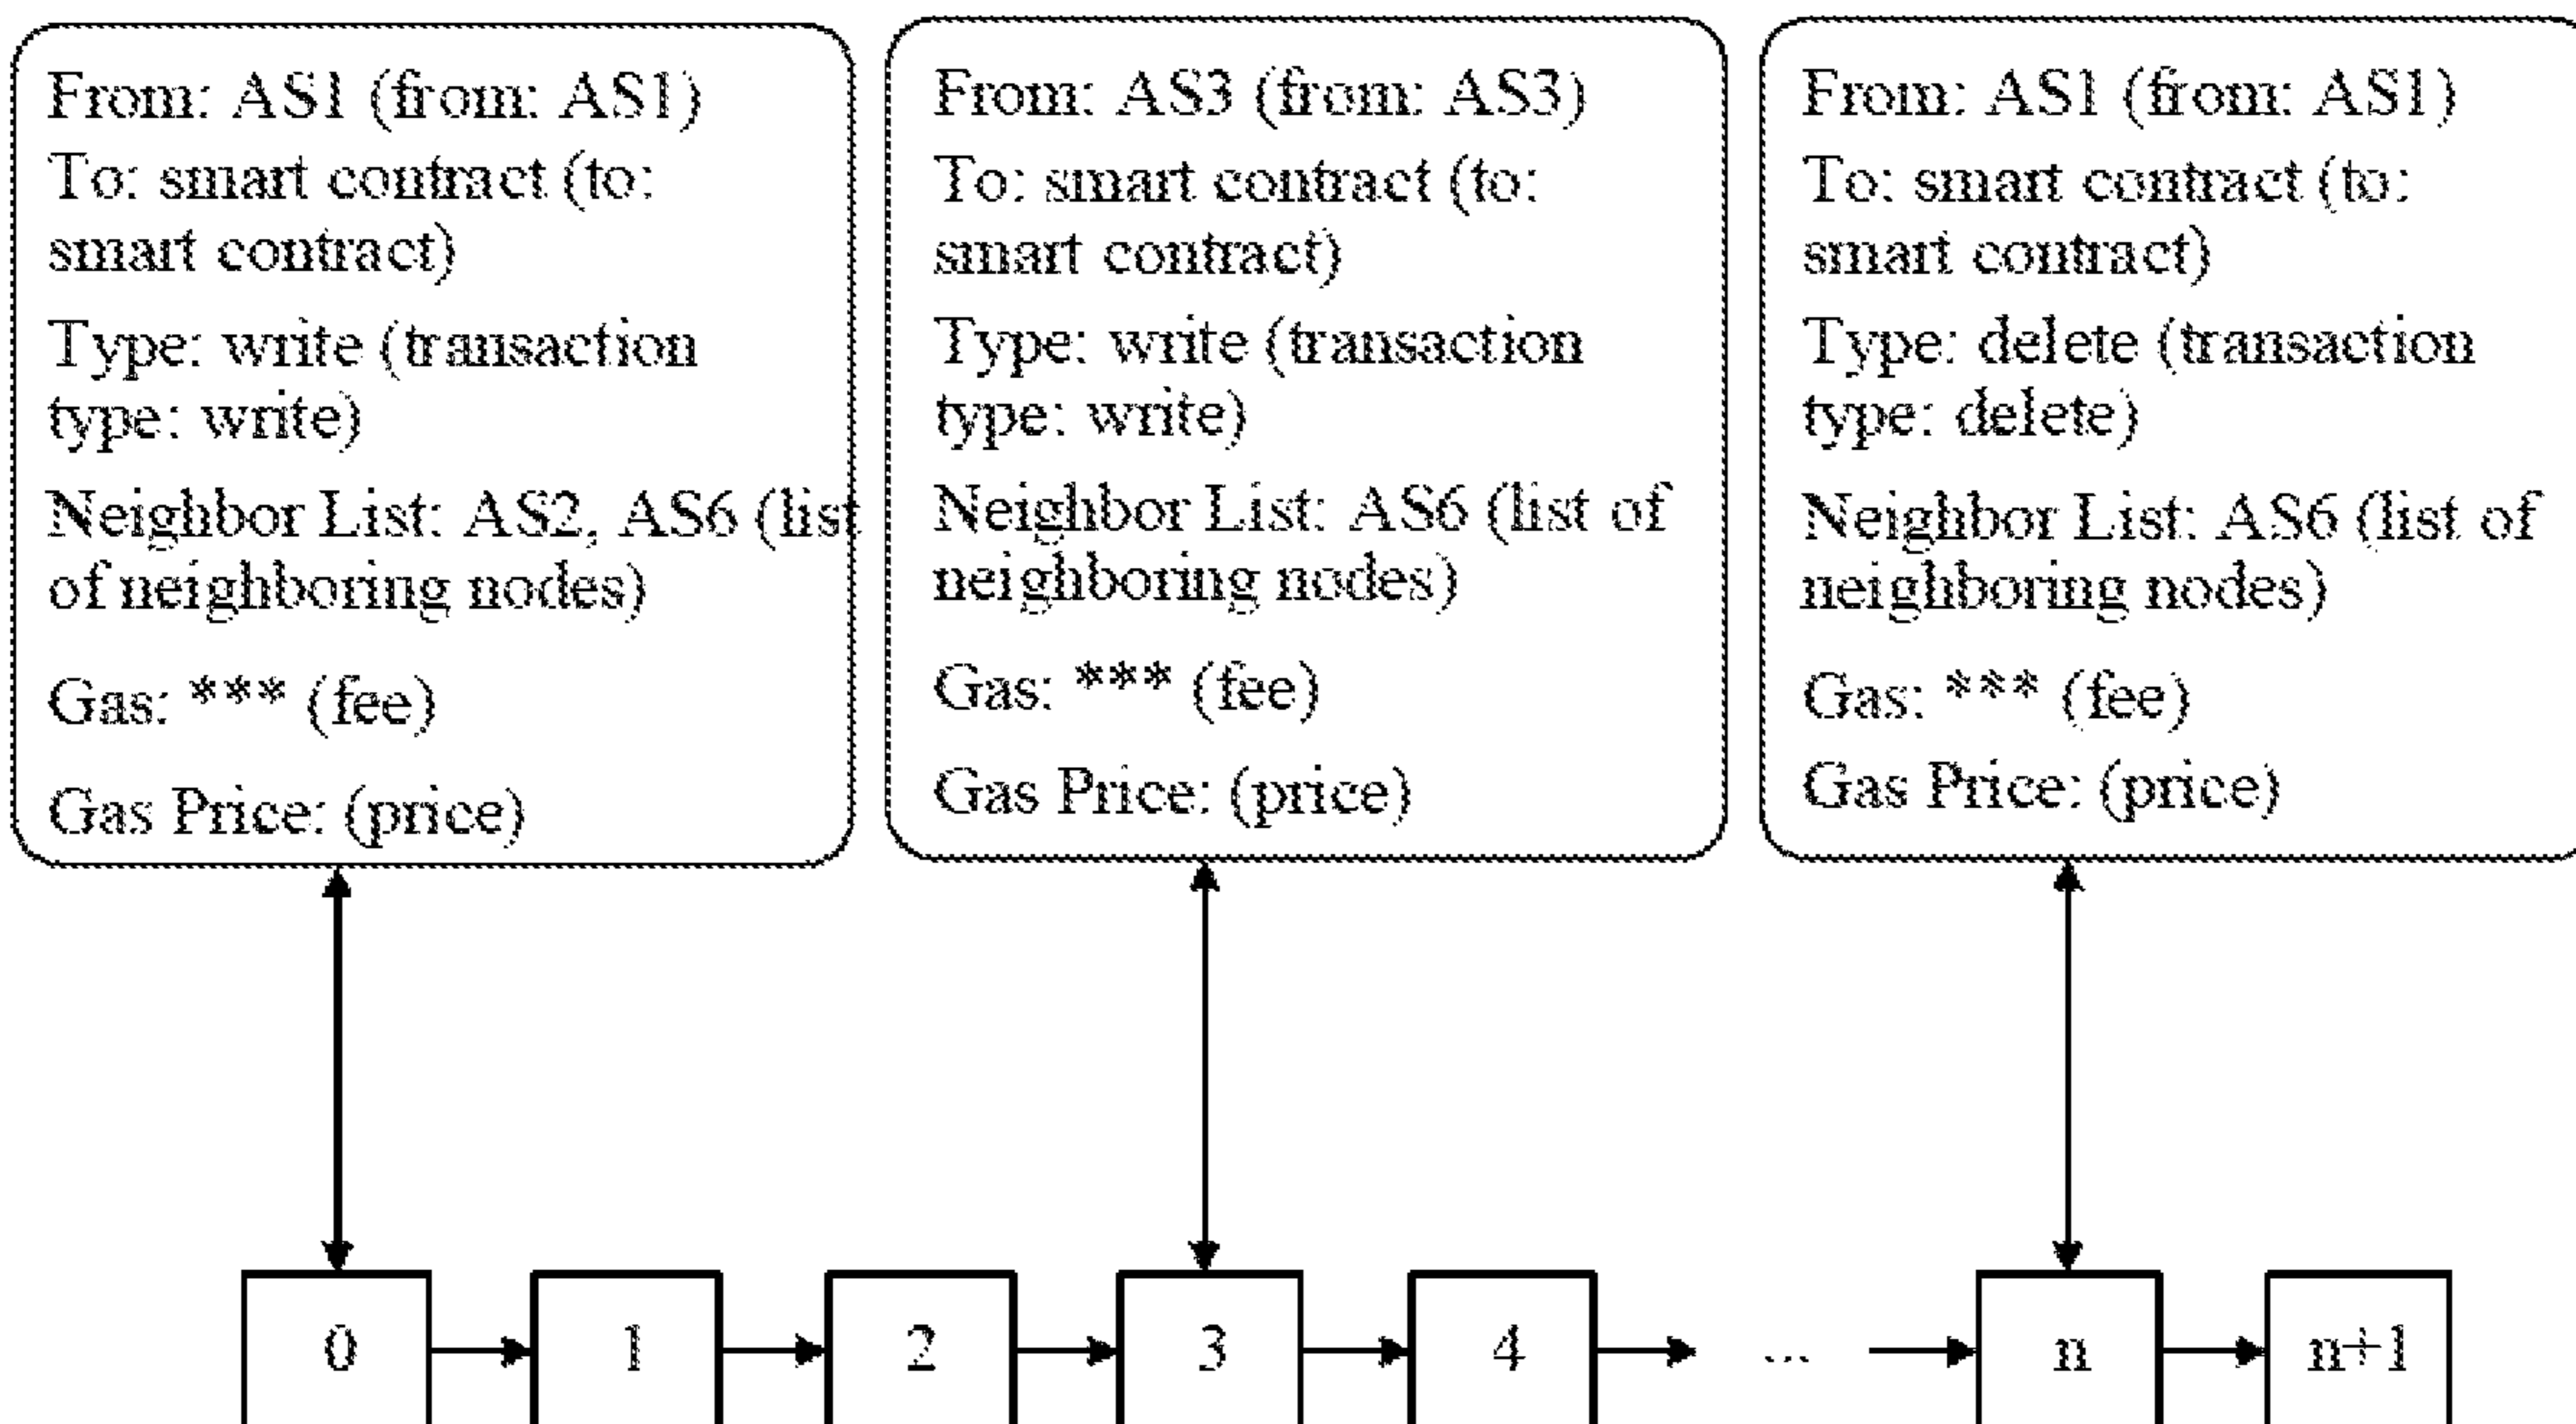 From: AS1 (from: AS1)
To: smart contract (to:
smart contract)
Type: write (transaction
type: write)
Neighbor List: AS2, AS6 (list
of neighboring nodes)
Gas: *** (fee)
Gas Price: (price)
From: AS3 (from: AS3)
To: smart contract (to:
smart contract)
Type: write (transaction
type: write)
Neighbor List: AS6 (list of
neighboring nodes)
Gas: *** (fee)
Gas Price: (price)
From: AS1 (from: AS1)
To: smart contract (to:
smart contract)
Type: delete (transaction
type: delete)
Neighbor List: AS6 (list of
neighboring nodes)
Gas: *** (fee)
Gas Price: (price)
0 1 2 3 4 ... n n+1